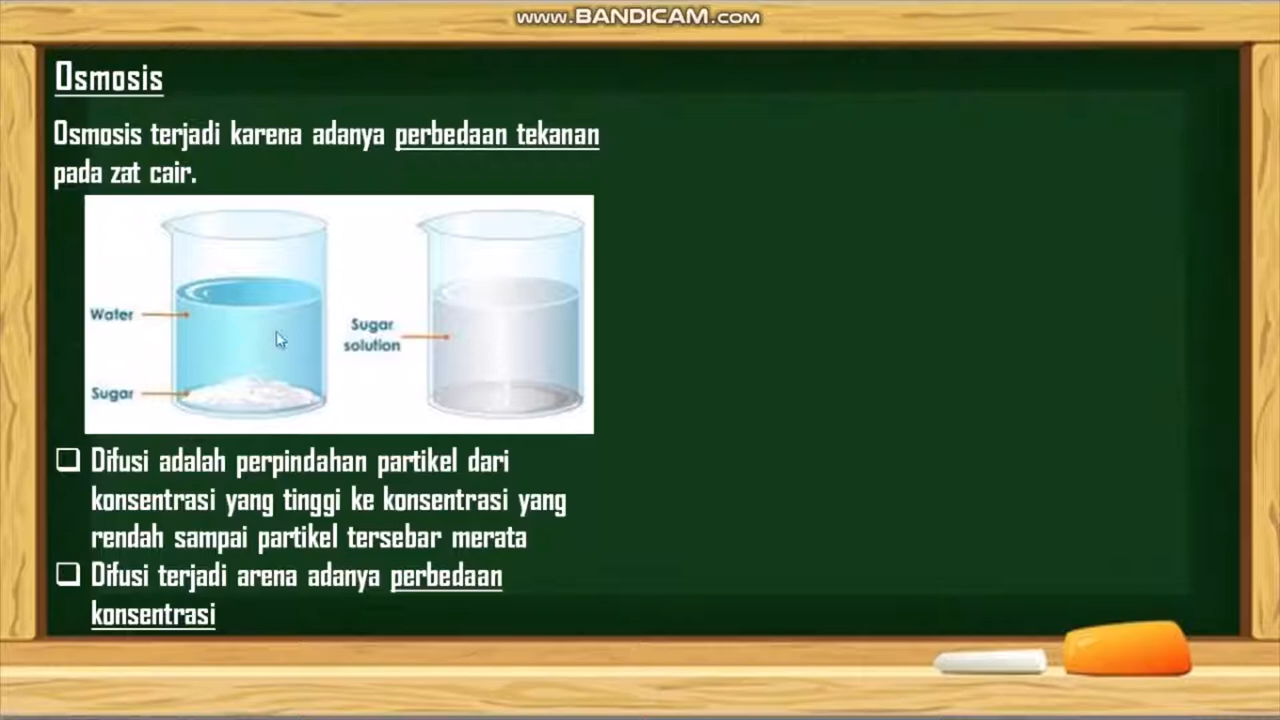 www.BANDICAM.com
Osmosis
Osmosis terjadi karena adanya perbedaan tekanan
pada zat cair.
Water
Sugar
Sugar
solution
❑ Difusi adalah perpindahan partikel dari
konsentrasi yang tinggi ke konsentrasi yang
rendah sampai partikel tersebar merata
❑ Difusi terjadi arena adanya perbedaan
konsentrasi